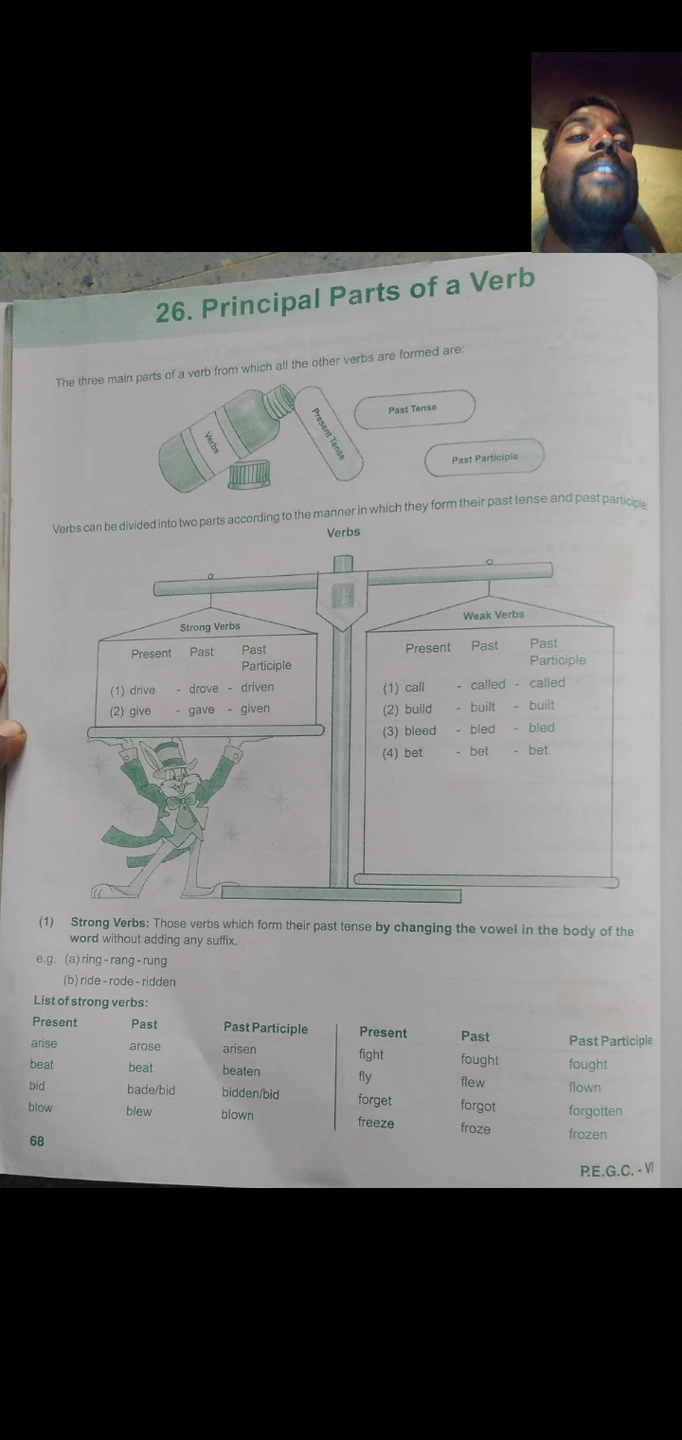 26. Principal Parts of a Verb
The three main parts of a verb from which all the other verbs are formed are:
Verbs
Present Tense
Past Tense
Past Participle
Verbs can be divided into two parts according to the manner in which they form their past tense and past participle
Verbs
Strong Verbs
Present Past Past
Participle
(1) drive - drove - driven
(2) give - gave - given
Weak Verbs
Present Past Past
Participle
(1) call - called - called
(2) build - built - built
(3) bleed - bled - bled
(4) bet - bet - bet
(1) Strong Verbs: Those verbs which form their past tense by changing the vowel in the body of the
word without adding any suffix.
e.g. (a) ring - rang - rung
(b) ride - rode - ridden
List of strong verbs:
Present Past Past Participle
arise arose arisen
beat beat beaten
bid bade/bid bidden/bid
blow blew blown
Present Past Past Participle
fight fought fought
fly flew flown
forget forgot forgotten
freeze froze frozen
68
P.E.G.C. - VI